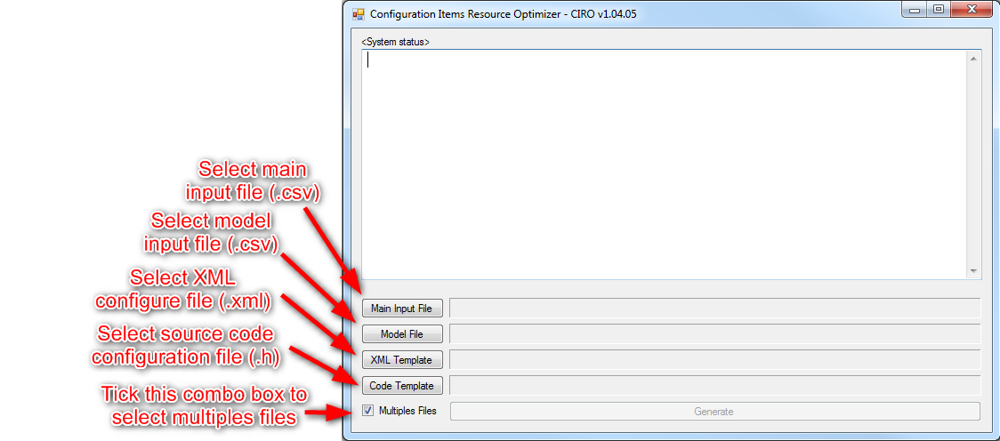 Configuration Items Resource Optimizer - CIRO v1.04.05
<System status>
Select main
input file (.csv)
Select model
input file (.csv)
Select XML
configure file (.xml)
Select source code
configuration file (.h)
Tick this combo box to
select multiples files
Main Input File
Model File
XML Template
Code Template
Multiples Files
Generate